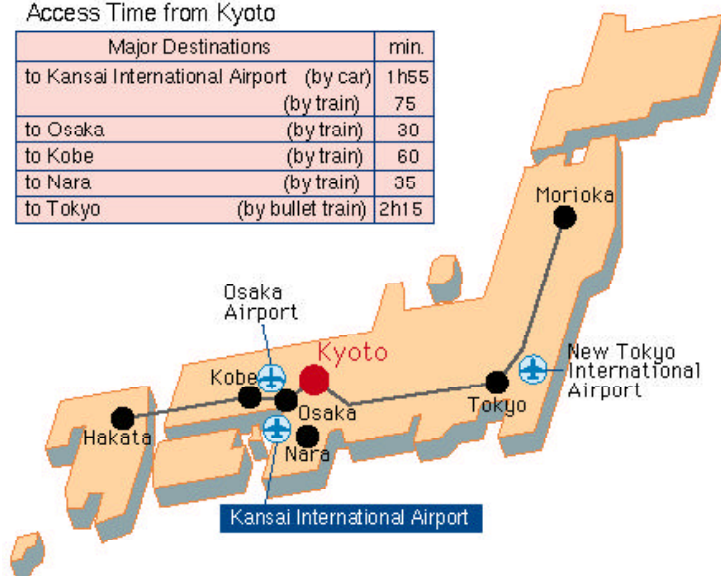 Access Time from Kyoto
Major Destinations min.
to Kansai International Airport (by car) 1h55
(by train) 75
to Osaka (by train) 30
to Kobe (by train) 60
to Nara (by train) 35
to Tokyo (by bullet train) 2h15
Morioka
Osaka
Airport
Kyoto
New Tokyo
International
Airport
Kobe
Tokyo
Osaka
Hakata
Nara
Kansai International Airport